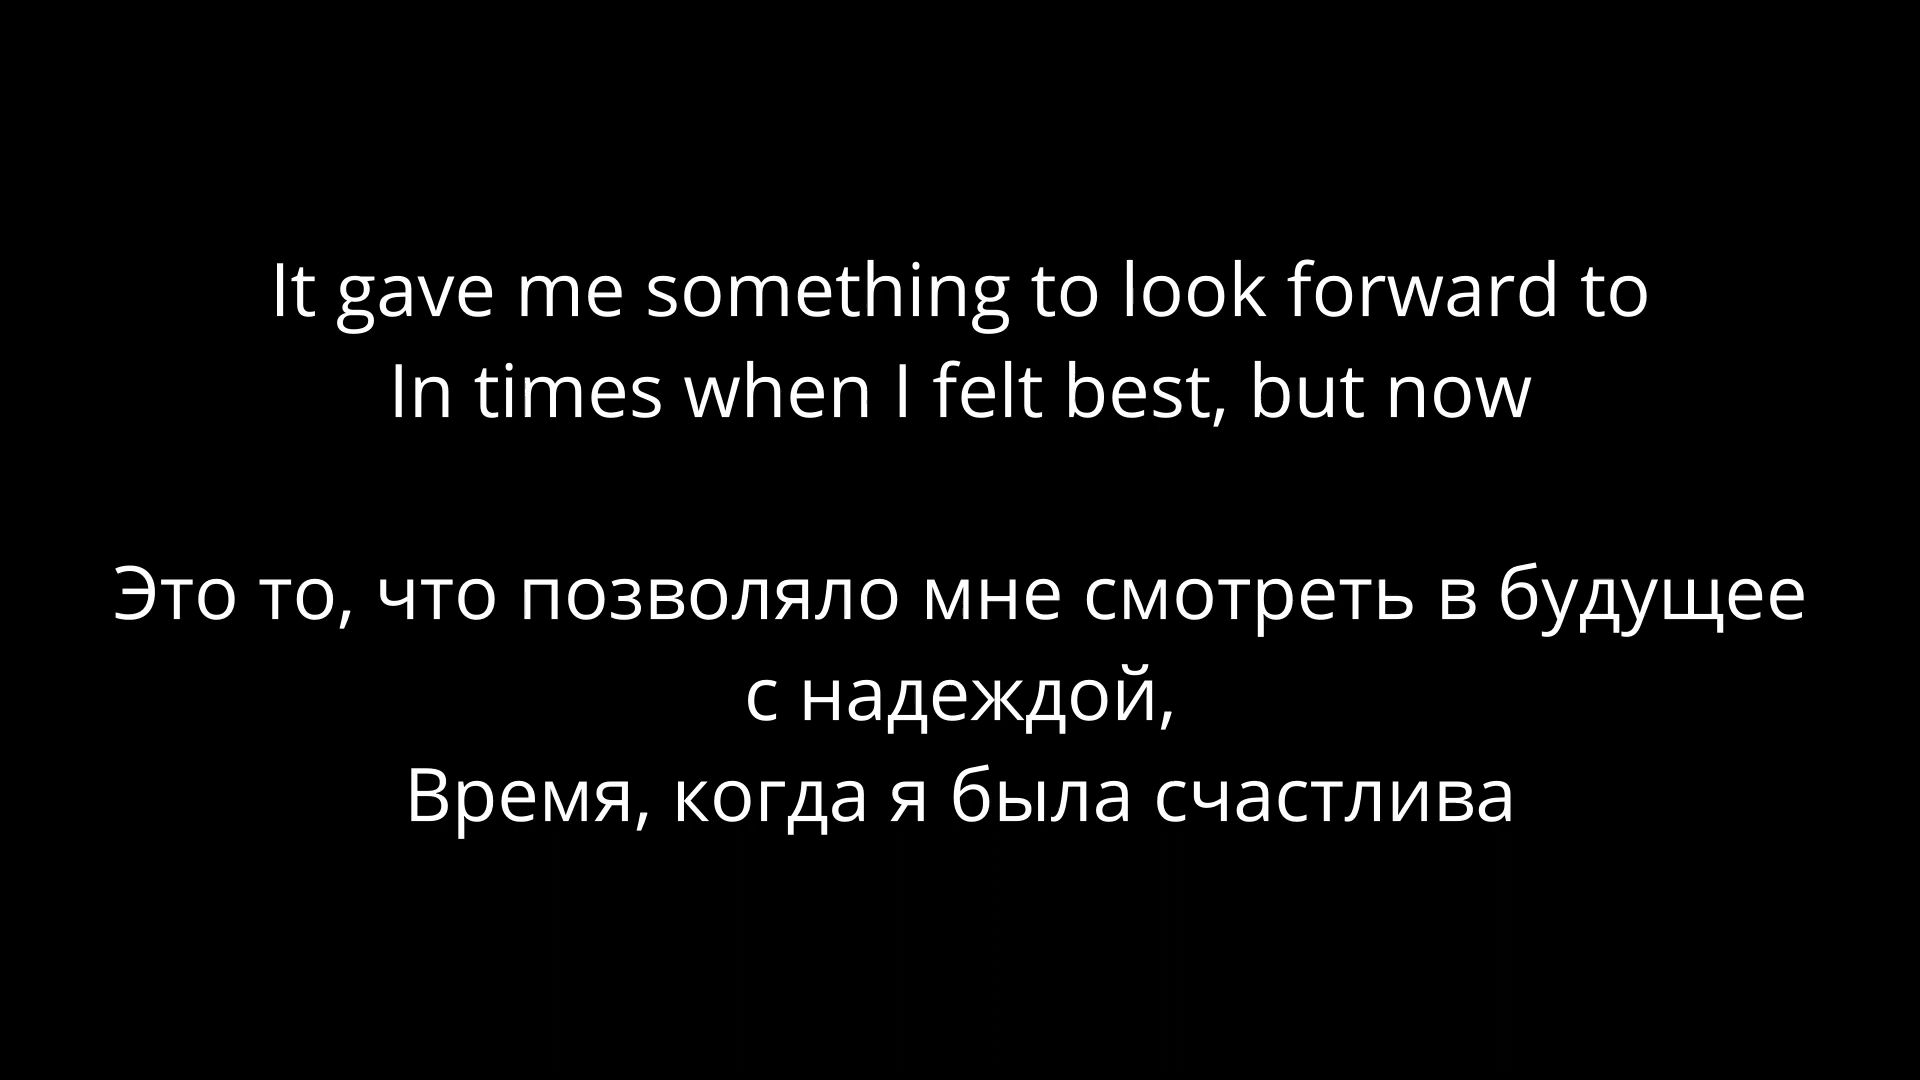 It gave me something to look forward to
In times when I felt best, but now
Это то, что позволяло мне смотреть в будущее
с надеждой,
Время, когда я была счастлива